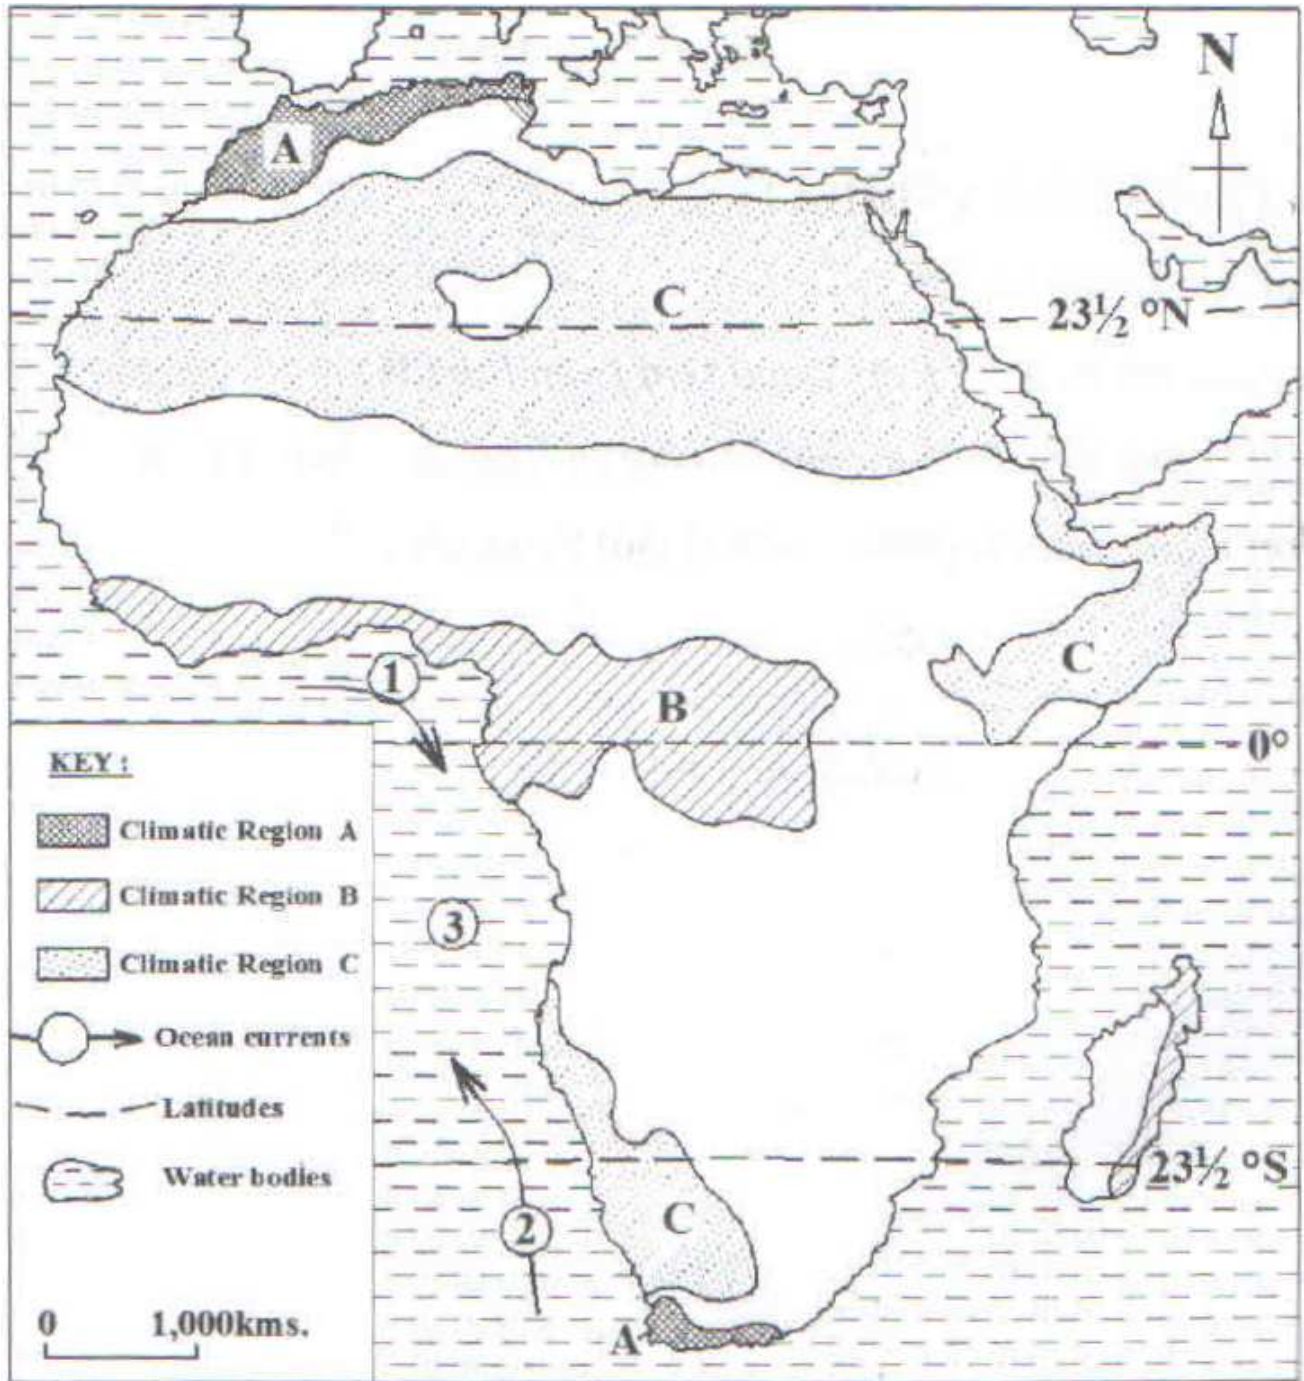 N
A
C
23½ °N
C
1
B
0°
KEY :
Climatic Region A
Climatic Region B
3
Climatic Region C
Ocean currents
Latitudes
23½ °S
Water bodies
C
2
0 1,000kms.
A